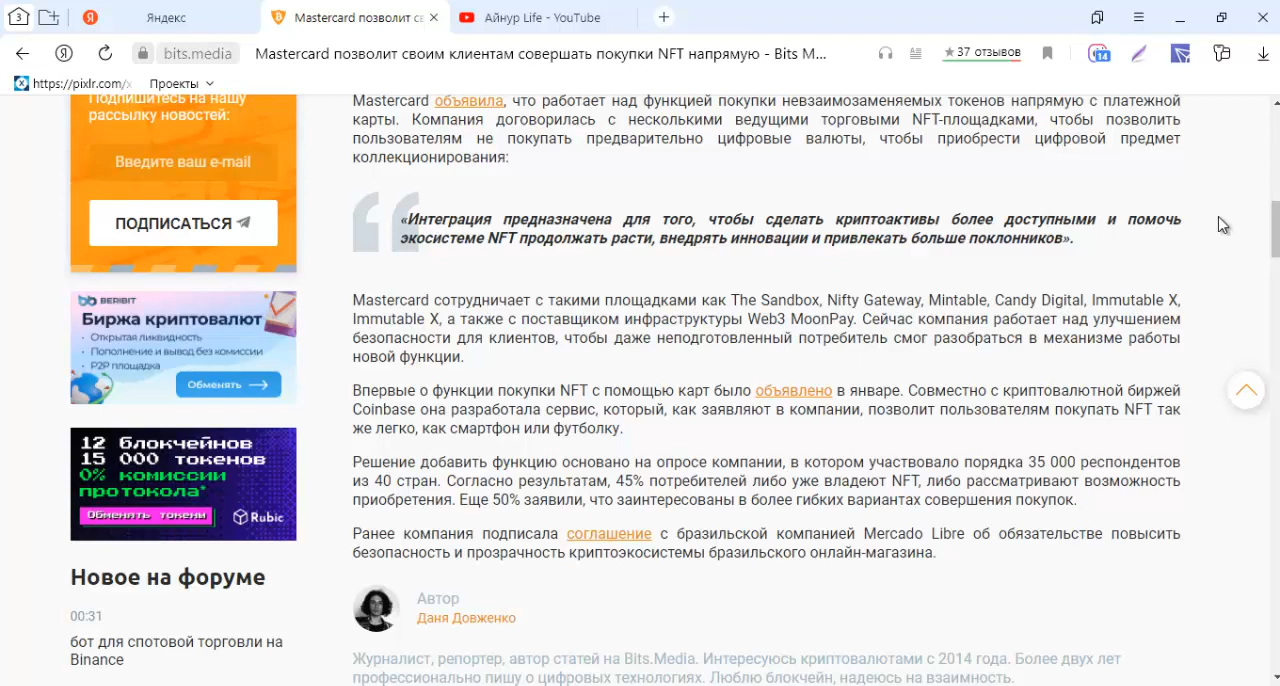 3
Яндекс
Mastercard позволит се
Айнур Life - YouTube
bits.media
Mastercard позволит своим клиентам совершать покупки NFT напрямую - Bits M...
★ 37 отзывов
14
https://pixlr.com/x
Проекты
Подпишитесь на нашу
рассылку новостей:
Введите ваш e-mail
ПОДПИСАТЬСЯ
BERIBIT
Биржа криптовалют
· Открытая ликвидность
· Пополнение и вывод без комиссии
· P2P площадка
Обменять
12 блокчейнов
15 000 токенов
0% комиссии
протокола*
Обменять токены
Rubic
Новое на форуме
00:31
бот для спотовой торговли на
Binance
Mastercard объявила, что работает над функцией покупки невзаимозаменяемых токенов напрямую с платежной
карты. Компания договорилась с несколькими ведущими торговыми NFT-площадками, чтобы позволить
пользователям не покупать предварительно цифровые валюты, чтобы приобрести цифровой предмет
коллекционирования:
«Интеграция предназначена для того, чтобы сделать криптоактивы более доступными и помочь
экосистеме NFT продолжать расти, внедрять инновации и привлекать больше поклонников».
Mastercard сотрудничает с такими площадками как The Sandbox, Nifty Gateway, Mintable, Candy Digital, Immutable X,
Immutable X, а также с поставщиком инфраструктуры Web3 MoonPay. Сейчас компания работает над улучшением
безопасности для клиентов, чтобы даже неподготовленный потребитель смог разобраться в механизме работы
новой функции.
Впервые о функции покупки NFT с помощью карт было объявлено в январе. Совместно с криптовалютной биржей
Coinbase она разработала сервис, который, как заявляют в компании, позволит пользователям покупать NFT так
же легко, как смартфон или футболку.
Решение добавить функцию основано на опросе компании, в котором участвовало порядка 35 000 респондентов
из 40 стран. Согласно результатам, 45% потребителей либо уже владеют NFT, либо рассматривают возможность
приобретения. Еще 50% заявили, что заинтересованы в более гибких вариантах совершения покупок.
Ранее компания подписала соглашение с бразильской компанией Mercado Libre об обязательстве повысить
безопасность и прозрачность криптоэкосистемы бразильского онлайн-магазина.
Автор
Даня Довженко
Журналист, репортер, автор статей на Bits.Media. Интересуюсь криптовалютами с 2014 года. Более двух лет
профессионально пишу о цифровых технологиях. Люблю блокчейн, надеюсь на взаимность.